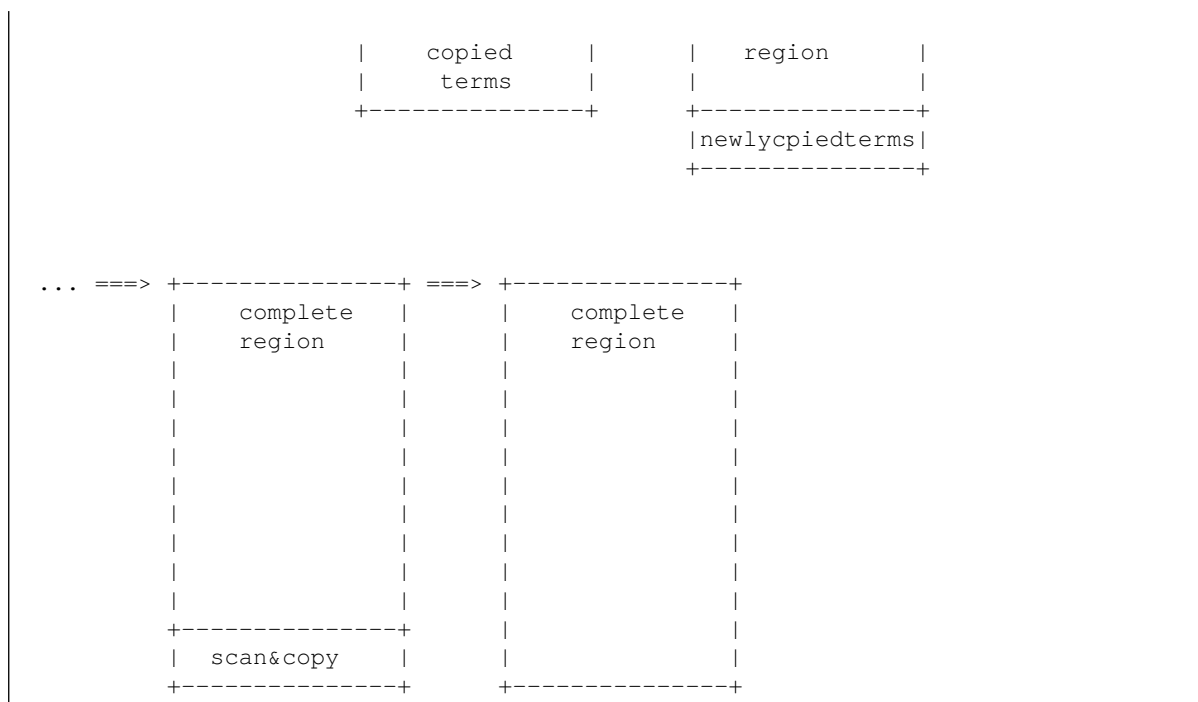 | copied | | region |
| terms | | |
+---------------+ +---------------+
|newlycpiedterms|
+---------------+
... ===> +---------------+ ===> +---------------+
| complete | | complete |
| region | | region |
| | | |
| | | |
| | | |
| | | |
| | | |
| | | |
| | | |
| | | |
| | | |
+---------------+ | |
| scan&copy | | |
+---------------+ +---------------+